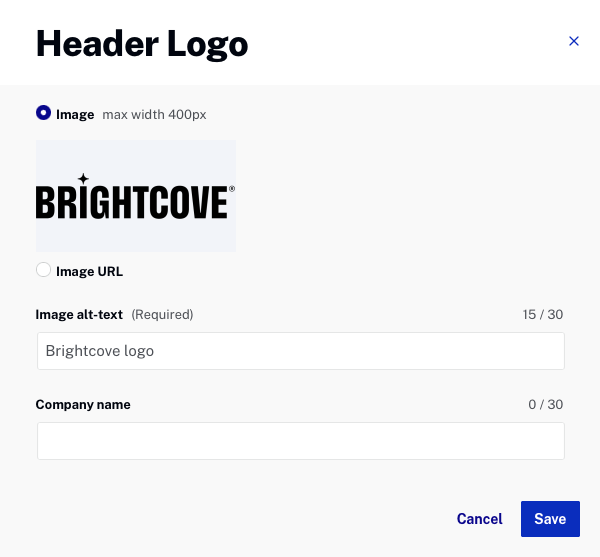 Header Logo
Image max width 400px
BRIGHTCOVE®
Image URL
Image alt-text (Required) 15 / 30
Brightcove logo
Company name 0 / 30
Cancel Save